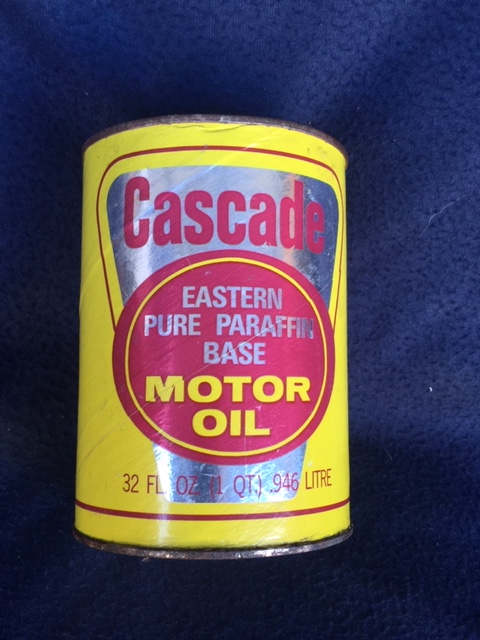 Cascade
EASTERN
PURE PARAFFIN
BASE
MOTOR
OIL
32 FL. OZ. (1 QT.) .946 LITRE